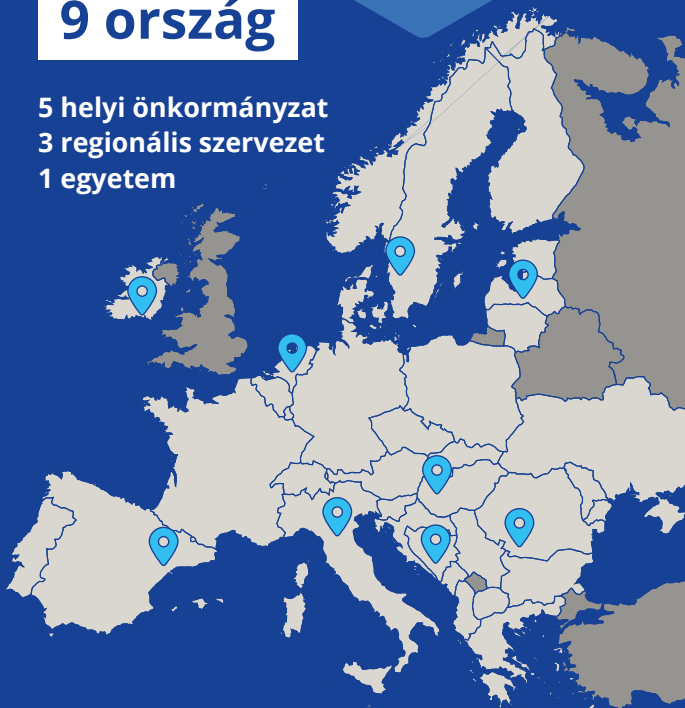 9 ország
5 helyi önkormányzat
3 regionális szervezet
1 egyetem